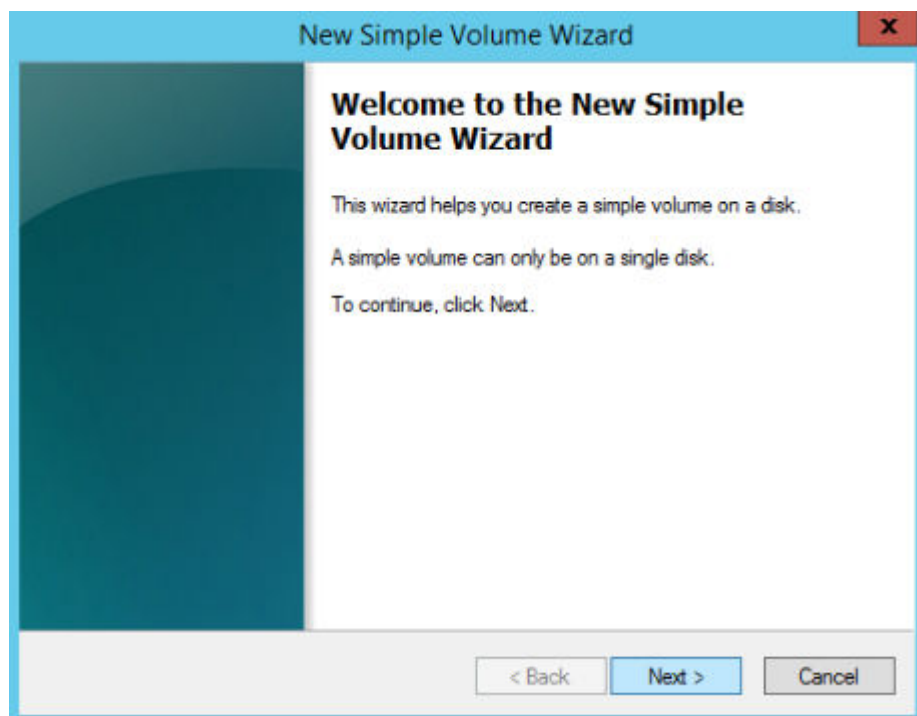 New Simple Volume Wizard
x
Welcome to the New Simple
Volume Wizard
This wizard helps you create a simple volume on a disk.
A simple volume can only be on a single disk.
To continue, click Next.
< Back
Next >
Cancel